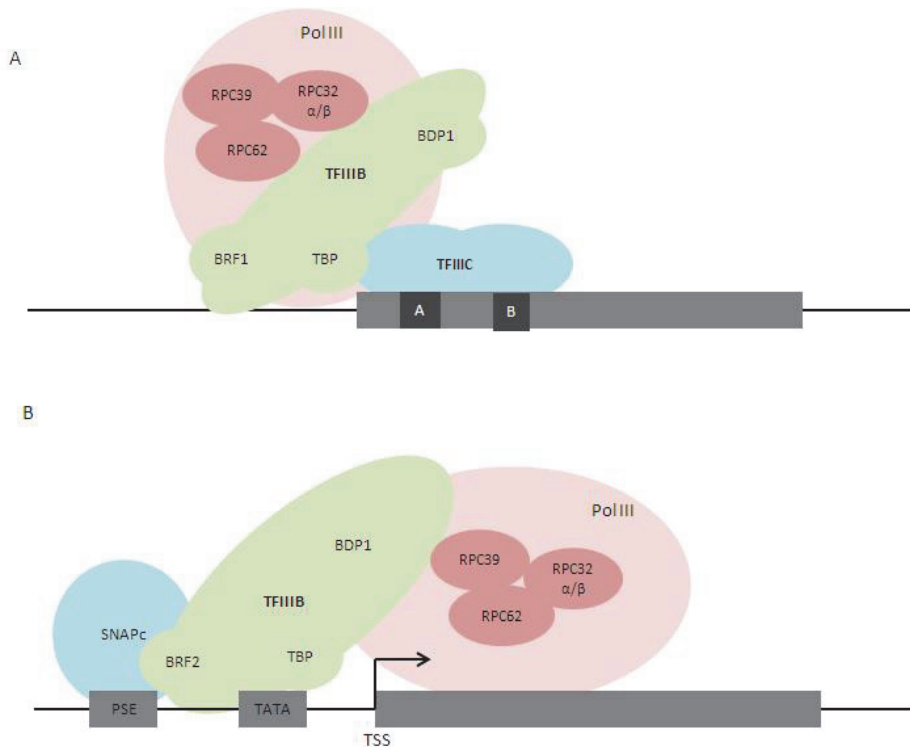 A
Pol III
RPC39
RPC32
α/β
RPC62
BDP1
TFIIIB
BRF1
TBP
TFIIIC
A
B
B
Pol III
BDP1
RPC39
RPC32
α/β
RPC62
TFIIIB
SNAPc
BRF2
TBP
PSE
TATA
TSS